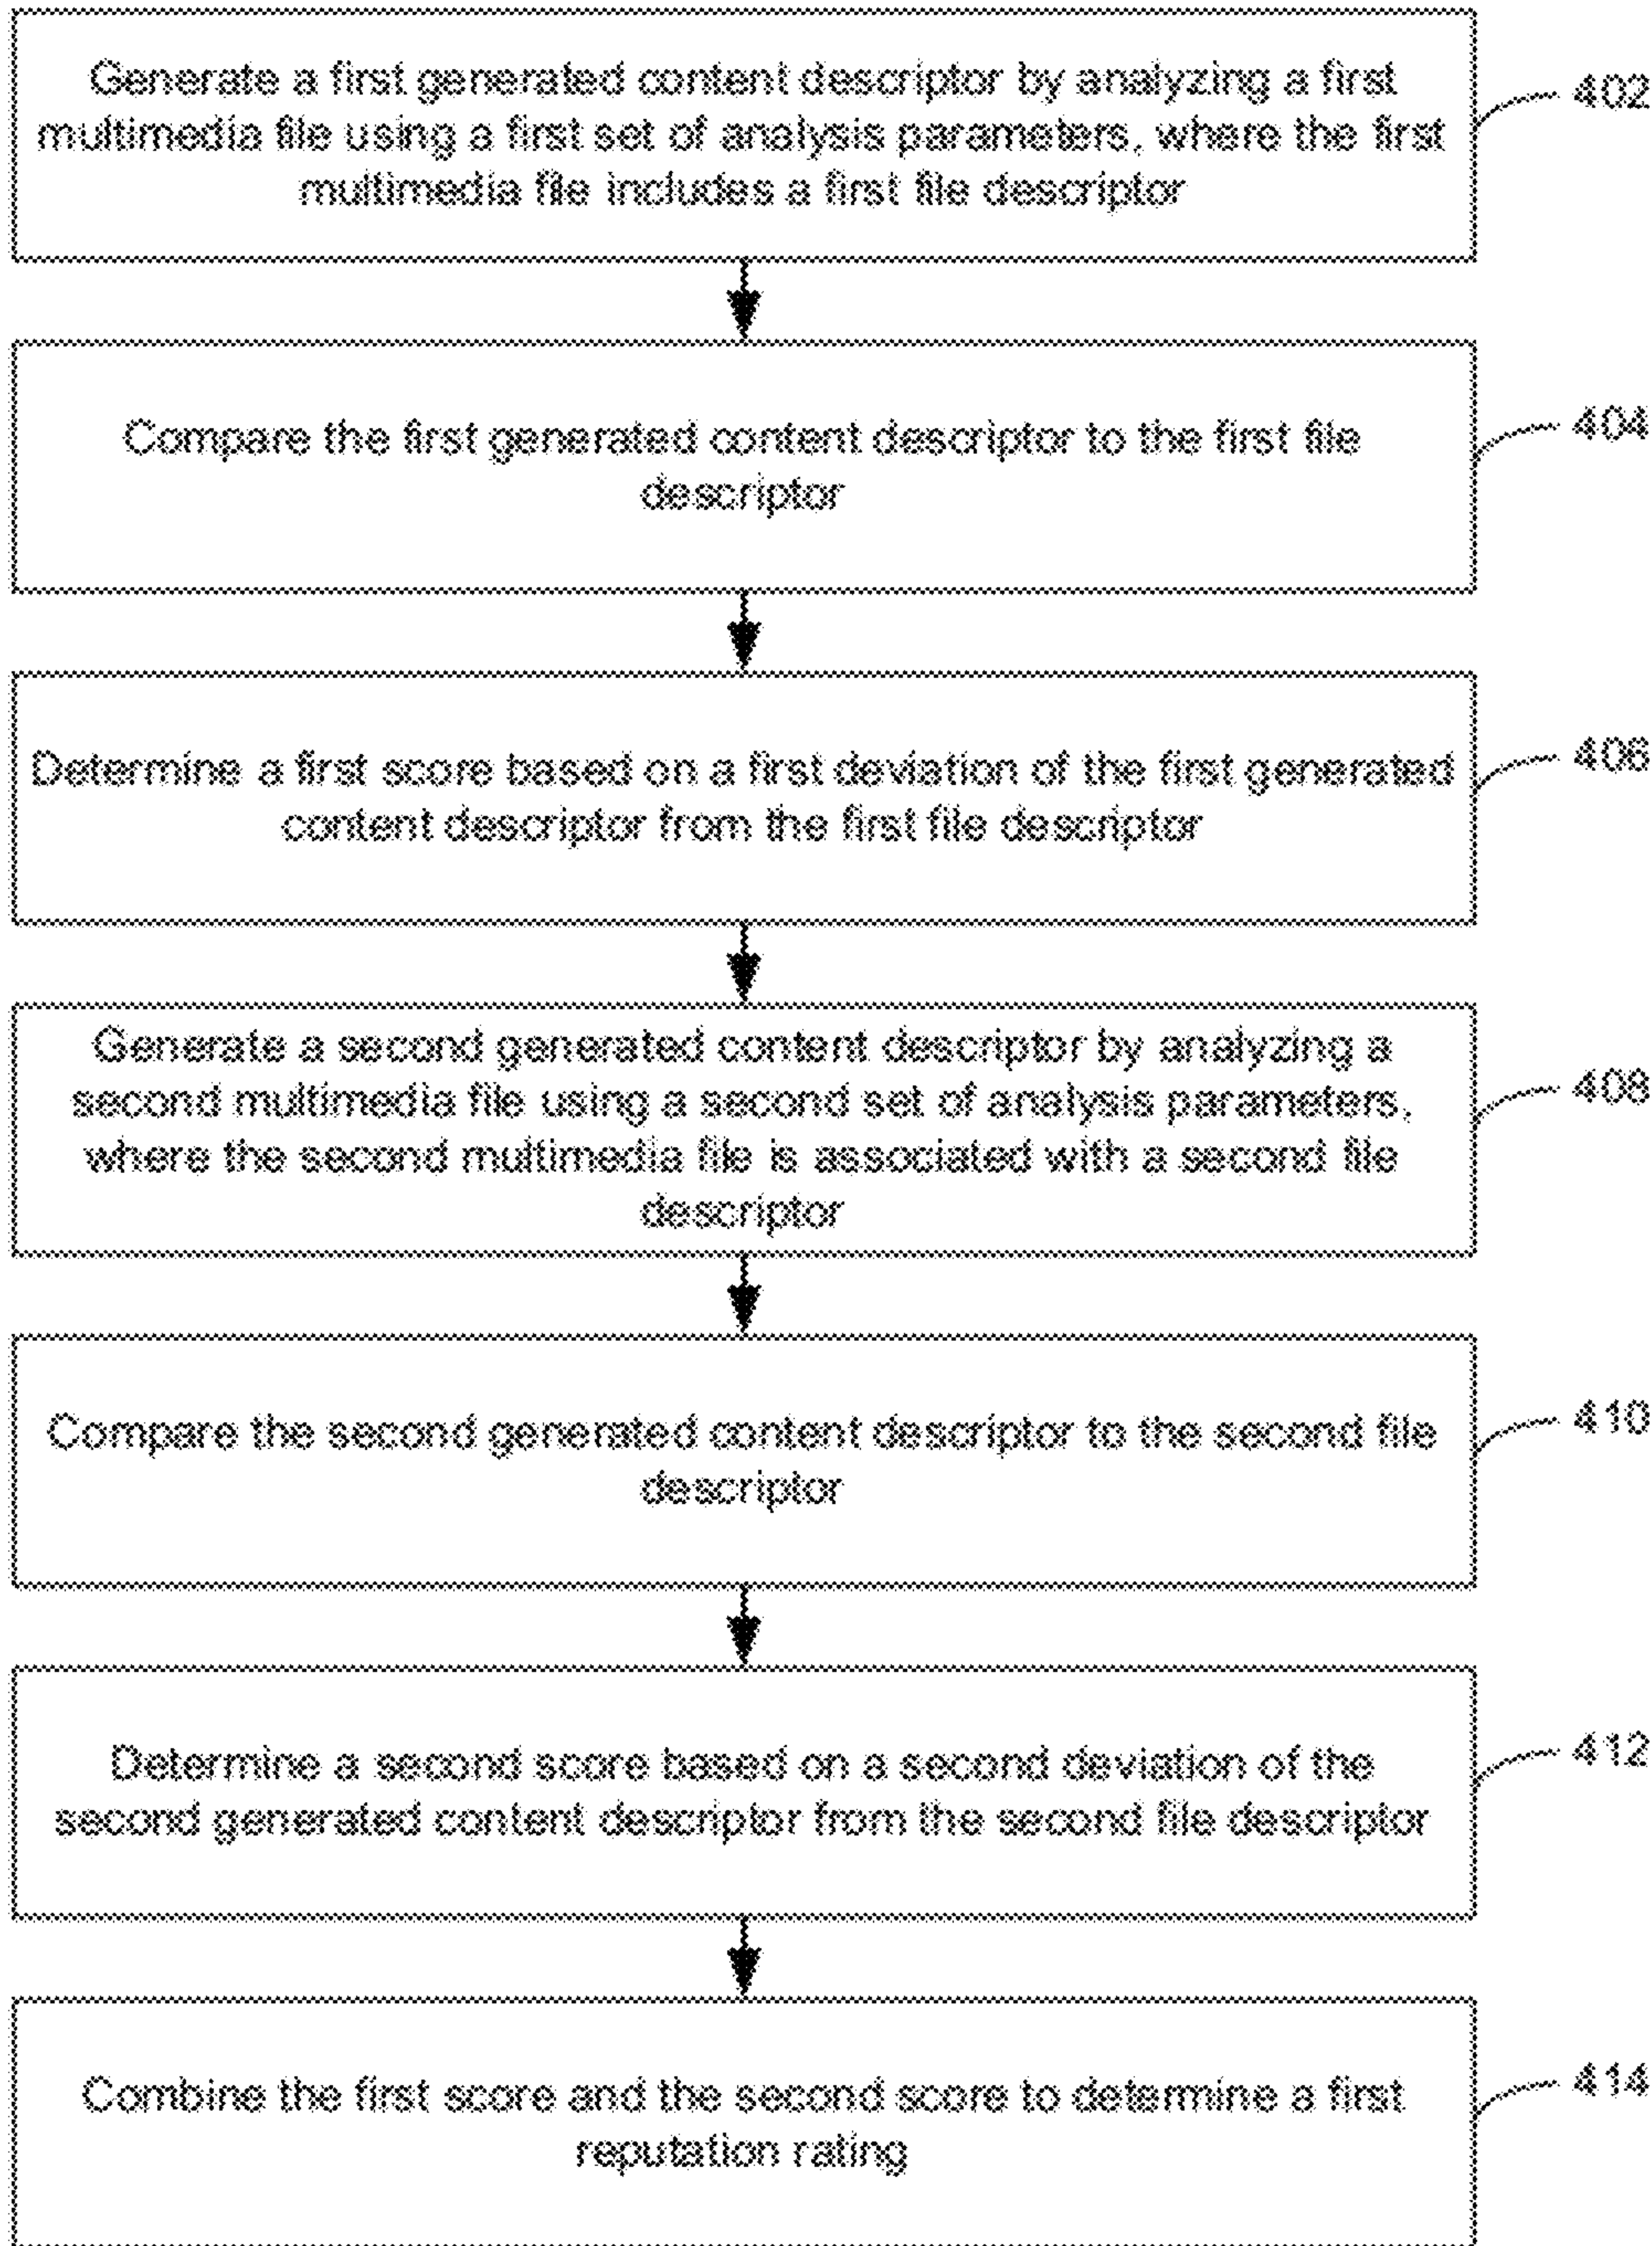 Generate a first generated content descriptor by analyzing a first
multimedia file using a first set of analysis parameters, where the first
multimedia file includes a first file descriptor
402
Compare the first generated content descriptor to the first file
descriptor
404
Determine a first score based on a first deviation of the first generated
content descriptor from the first file descriptor
406
Generate a second generated content descriptor by analyzing a
second multimedia file using a second set of analysis parameters,
where the second multimedia file is associated with a second file
descriptor
408
Compare the second generated content descriptor to the second file
descriptor
410
Determine a second score based on a second deviation of the
second generated content descriptor from the second file descriptor
412
Combine the first score and the second score to determine a first
reputation rating
414